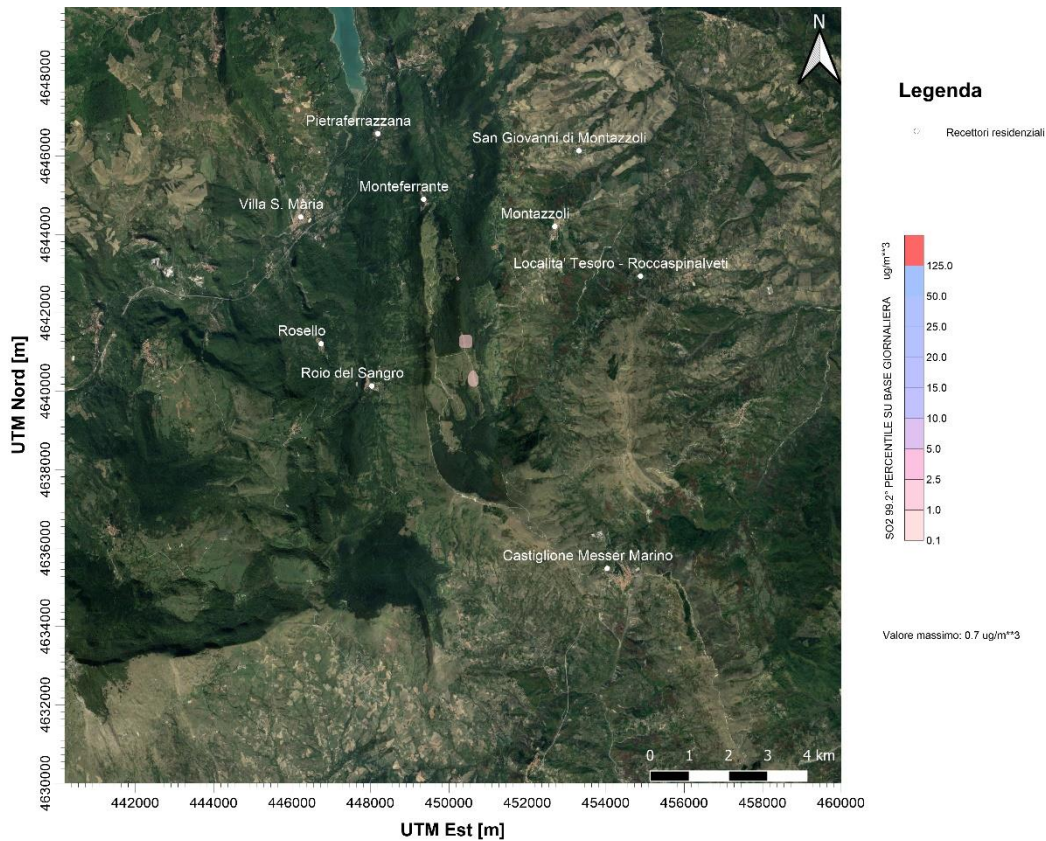 N
Pietraferrazzana
San Giovanni di Montazzoli
Monteferrante
Villa S. Maria
Montazzoli
Localita' Tesoro - Roccaspinalveti
Rosello
Roio del Sangro
Castiglione Messer Marino
0 1 2 3 4 km
UTM Nord [m]
4648000
4646000
4644000
4642000
4640000
4638000
4636000
4634000
4632000
4630000
442000 444000 446000 448000 450000 452000 454000 456000 458000 460000
UTM Est [m]
Legenda
Recettori residenziali
SO2 99.2° PERCENTILE SU BASE GIORNALIERA ug/m**3
125.0
50.0
25.0
20.0
15.0
10.0
5.0
2.5
1.0
0.1
Valore massimo: 0.7 ug/m**3